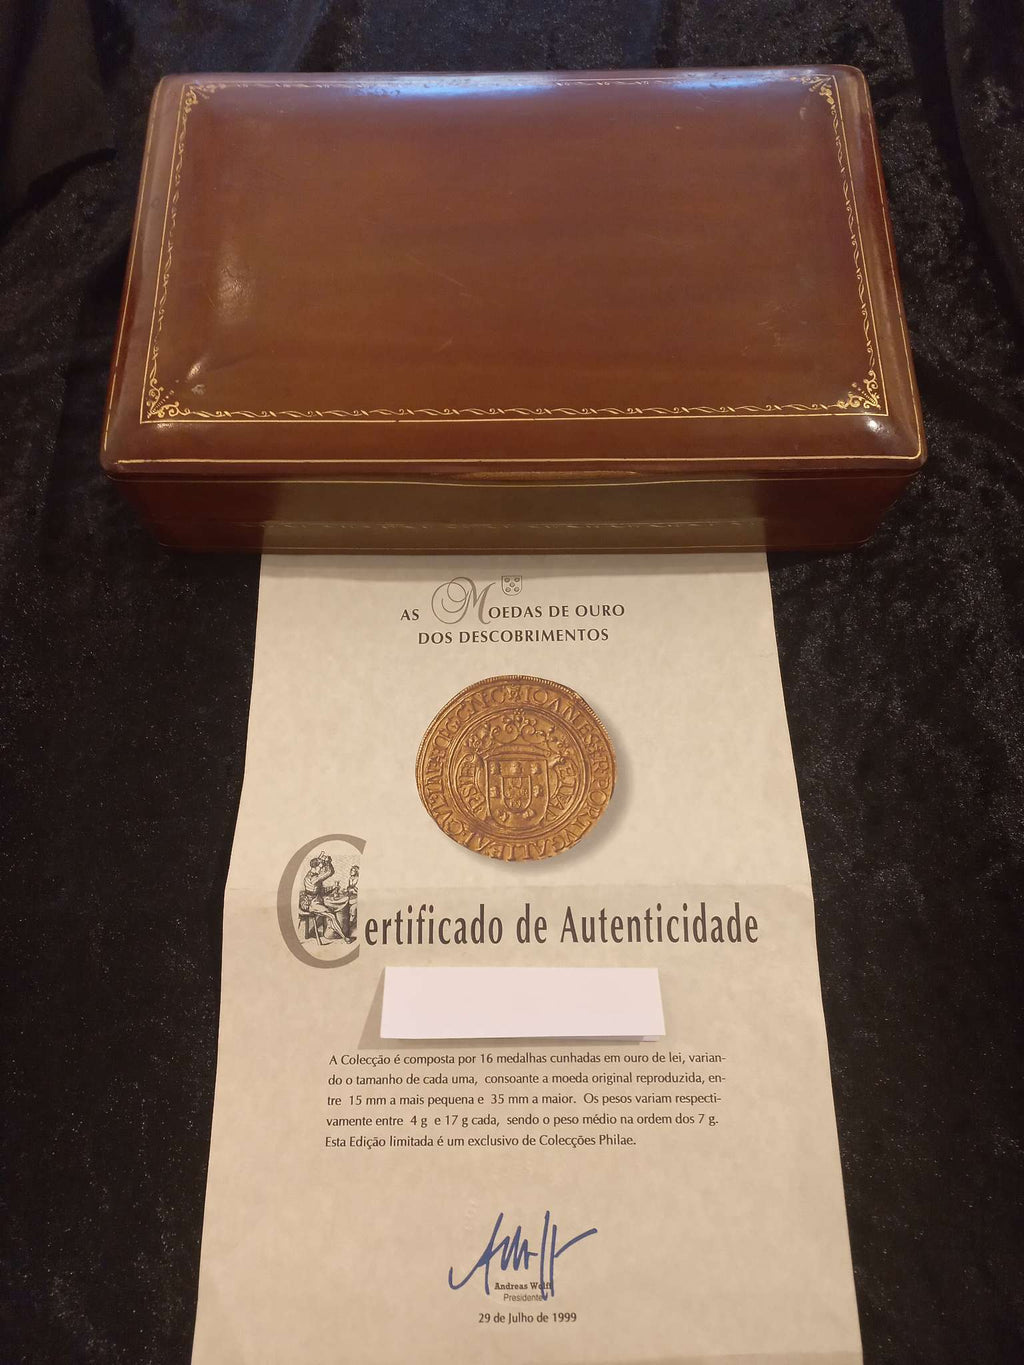 AS MOEDAS DE OURO
DOS DESCOBRIMENTOS
Certificado de Autenticidade
A Colecção é composta por 16 medalhas cunhadas em ouro de lei, varian-
do o tamanho de cada uma, consoante a moeda original reproduzida, en-
tre 15 mm a mais pequena e 35 mm a maior. Os pesos variam respecti-
vamente entre 4 g e 17 g cada, sendo o peso médio na ordem dos 7 g.
Esta Edição limitada é um exclusivo de Colecções Philae.
Andreas Wolff
Presidente
29 de Julho de 1999